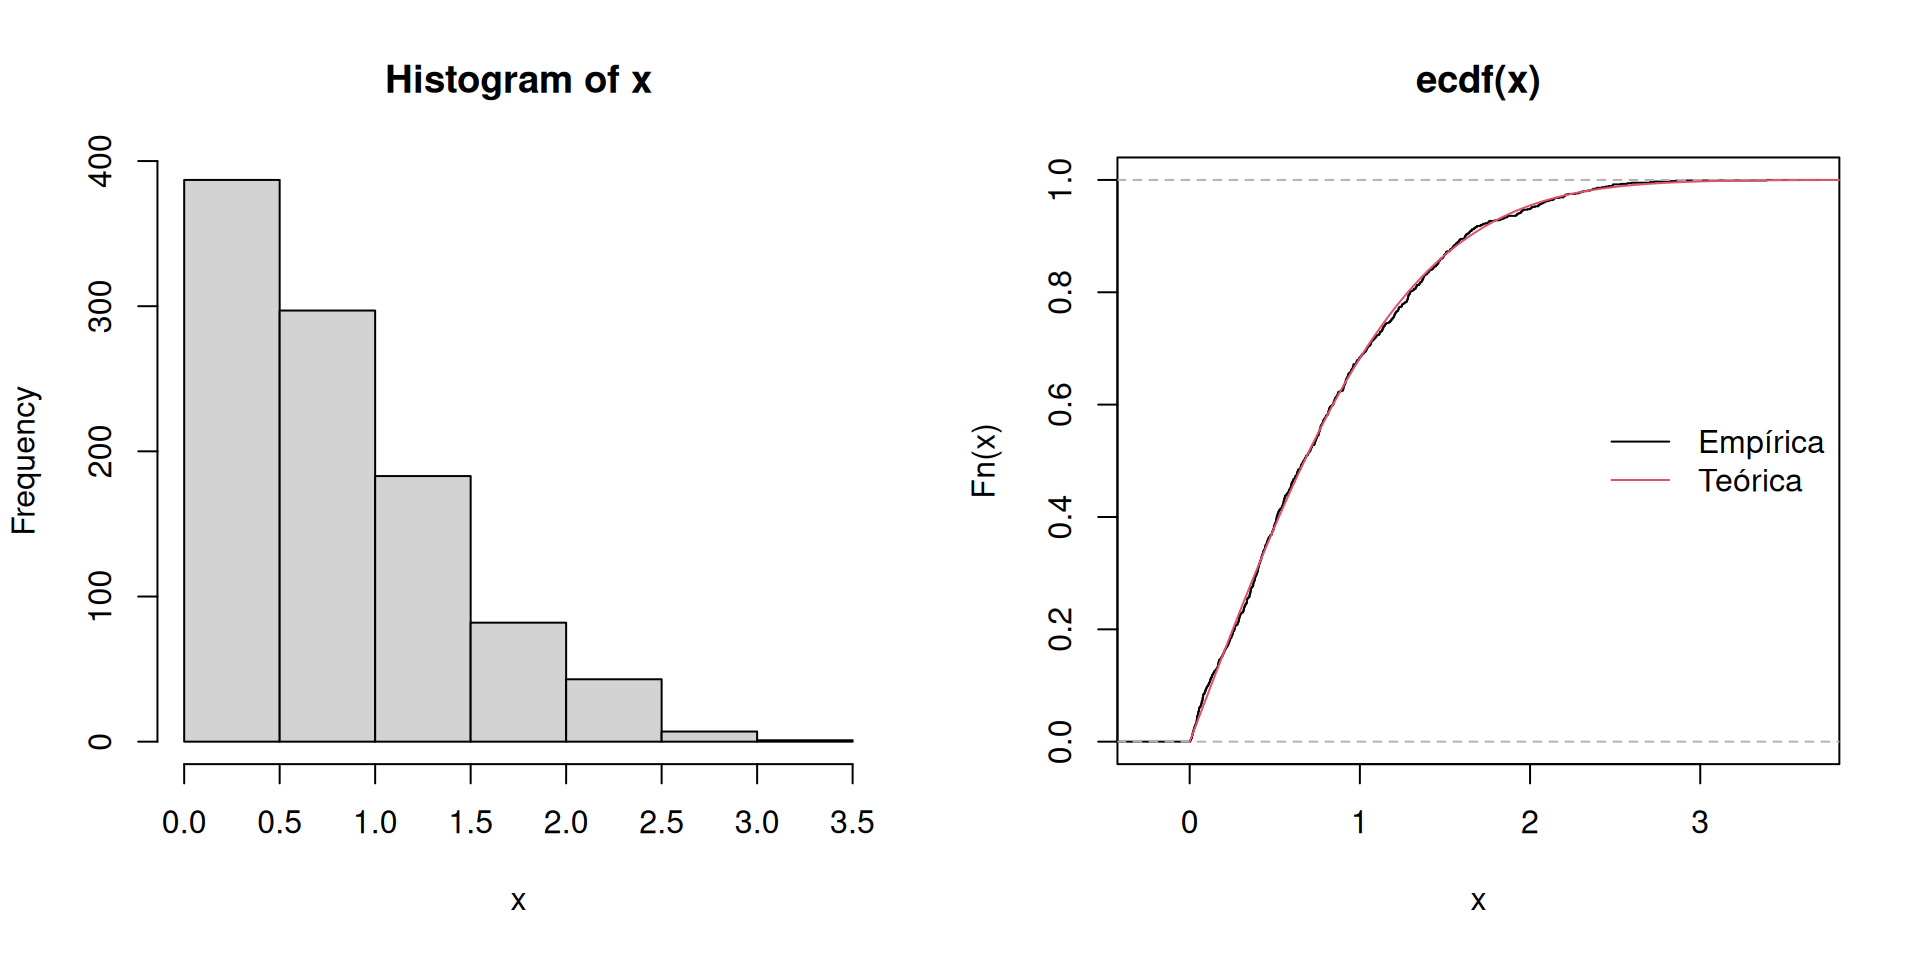 Histogram of x
Frequency
400
300
200
100
0
0.0 0.5 1.0 1.5 2.0 2.5 3.0 3.5
x
ecdf(x)
Fn(x)
1.0
0.8
0.6
0.4
0.2
0.0
Empírica
Teórica
0 1 2 3
x